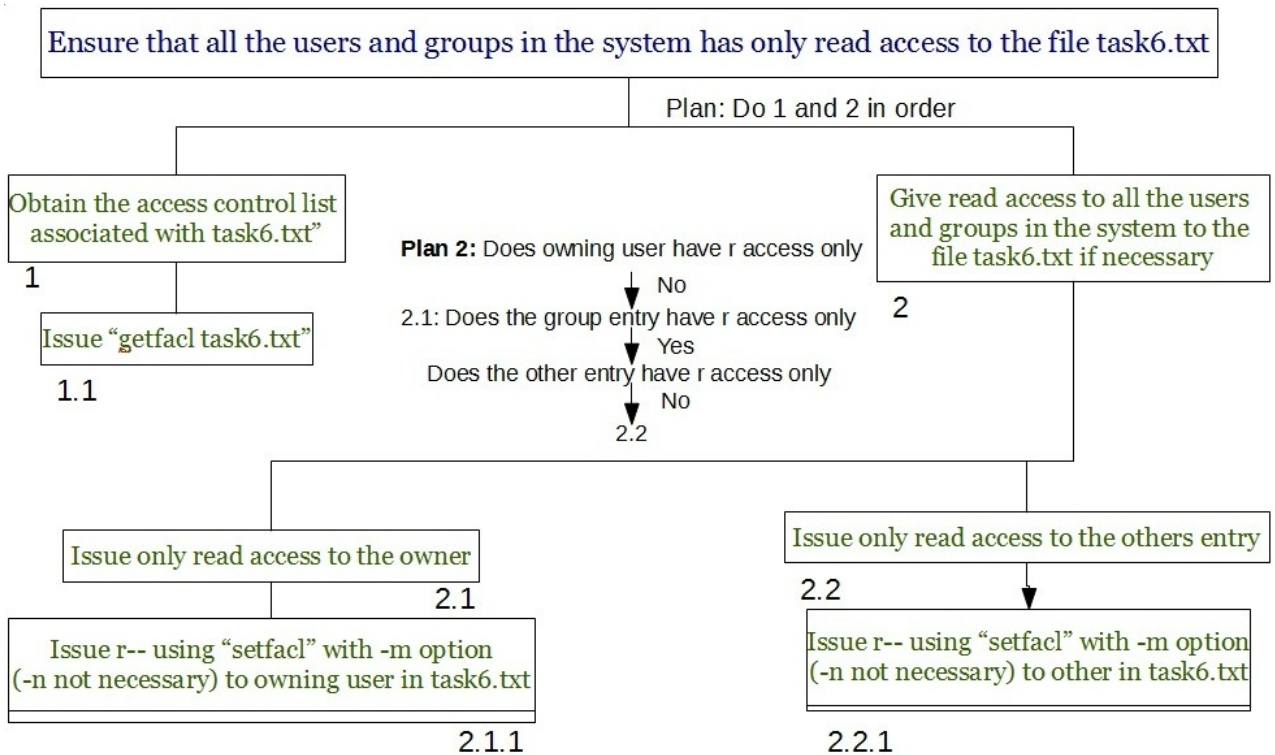 Ensure that all the users and groups in the system has only read access to the file task6.txt
Plan: Do 1 and 2 in order
Obtain the access control list
associated with task6.txt”
1
Issue “getfacl task6.txt”
1.1
Plan 2: Does owning user have r access only
No
2.1: Does the group entry have r access only
Yes
Does the other entry have r access only
No
2.2
Give read access to all the users
and groups in the system to the
file task6.txt if necessary
2
Issue only read access to the owner
2.1
Issue r-- using “setfacl” with -m option
(-n not necessary) to owning user in task6.txt
2.1.1
Issue only read access to the others entry
2.2
Issue r-- using “setfacl” with -m option
(-n not necessary) to other in task6.txt
2.2.1